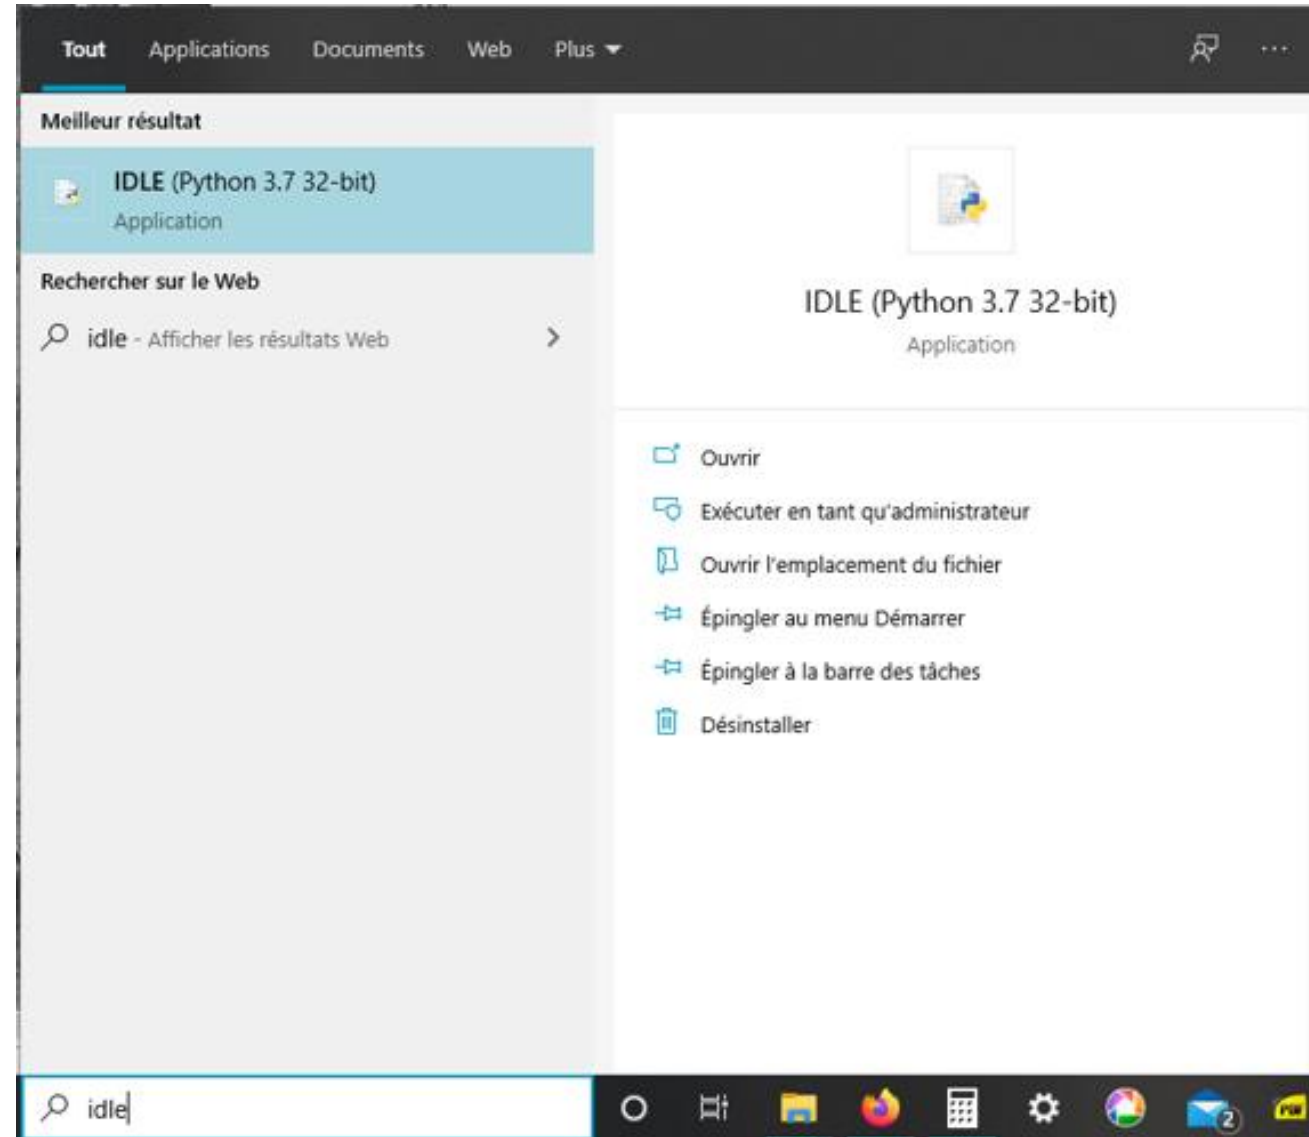 Tout Applications Documents Web Plus
Meilleur résultat
IDLE (Python 3.7 32-bit)
Application
Rechercher sur le Web
idle - Afficher les résultats Web
IDLE (Python 3.7 32-bit)
Application
Ouvrir
Exécuter en tant qu'administrateur
Ouvrir l'emplacement du fichier
Épingler au menu Démarrer
Épingler à la barre des tâches
Désinstaller
idle
2